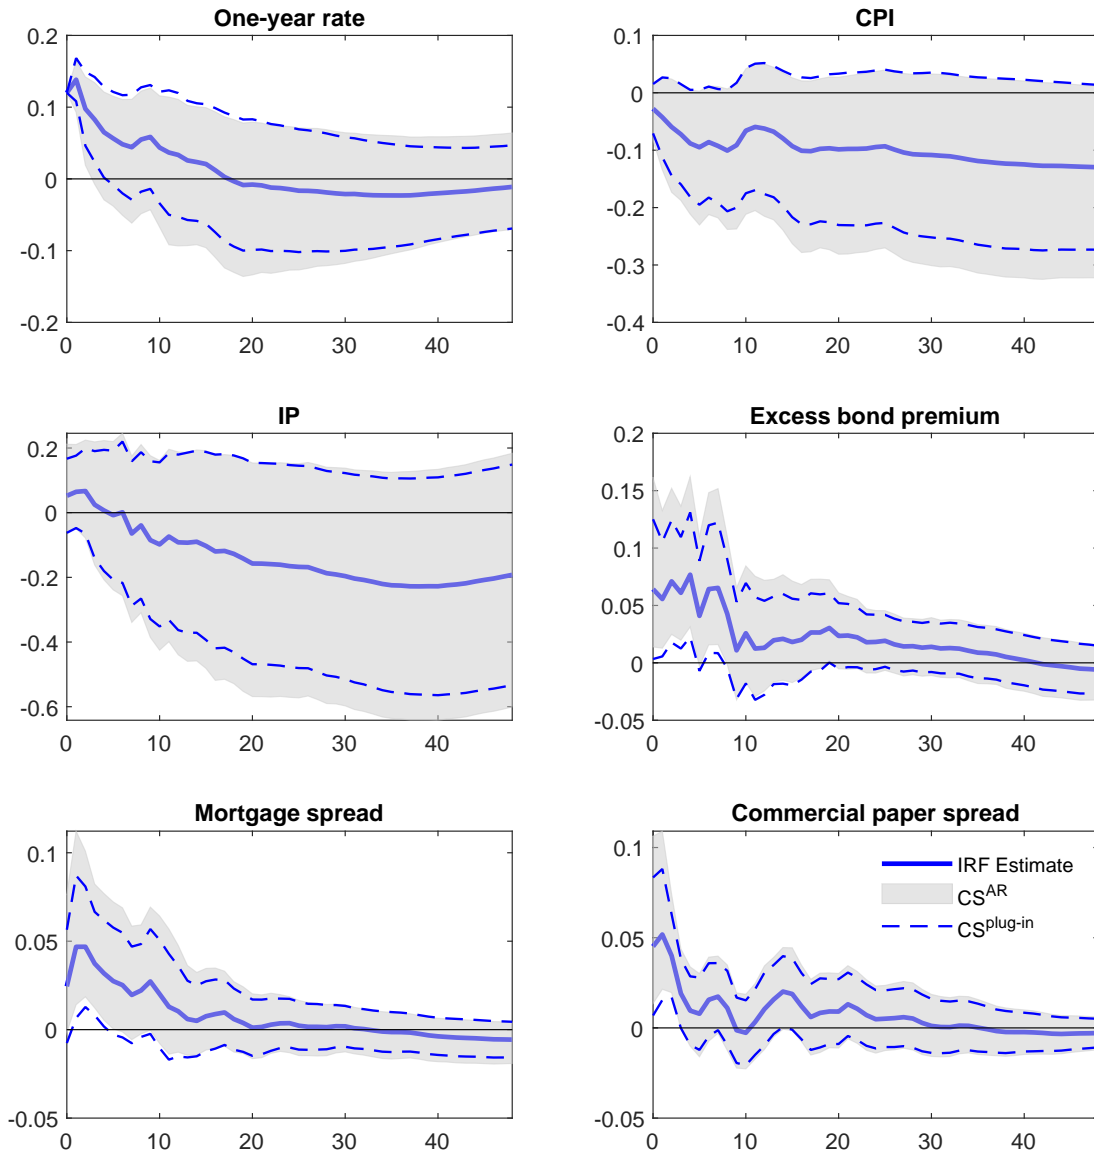 One-year rate
0.2
0.1
0
-0.1
-0.2
0 10 20 30 40
CPI
0.1
0
-0.1
-0.2
-0.3
-0.4
0 10 20 30 40
IP
0.2
0
-0.2
-0.4
-0.6
0 10 20 30 40
Excess bond premium
0.2
0.15
0.1
0.05
0
-0.05
0 10 20 30 40
Mortgage spread
0.1
0.05
0
-0.05
0 10 20 30 40
Commercial paper spread
0.1
0.05
0
-0.05
0 10 20 30 40
IRF Estimate
CS^AR
CS^plug-in